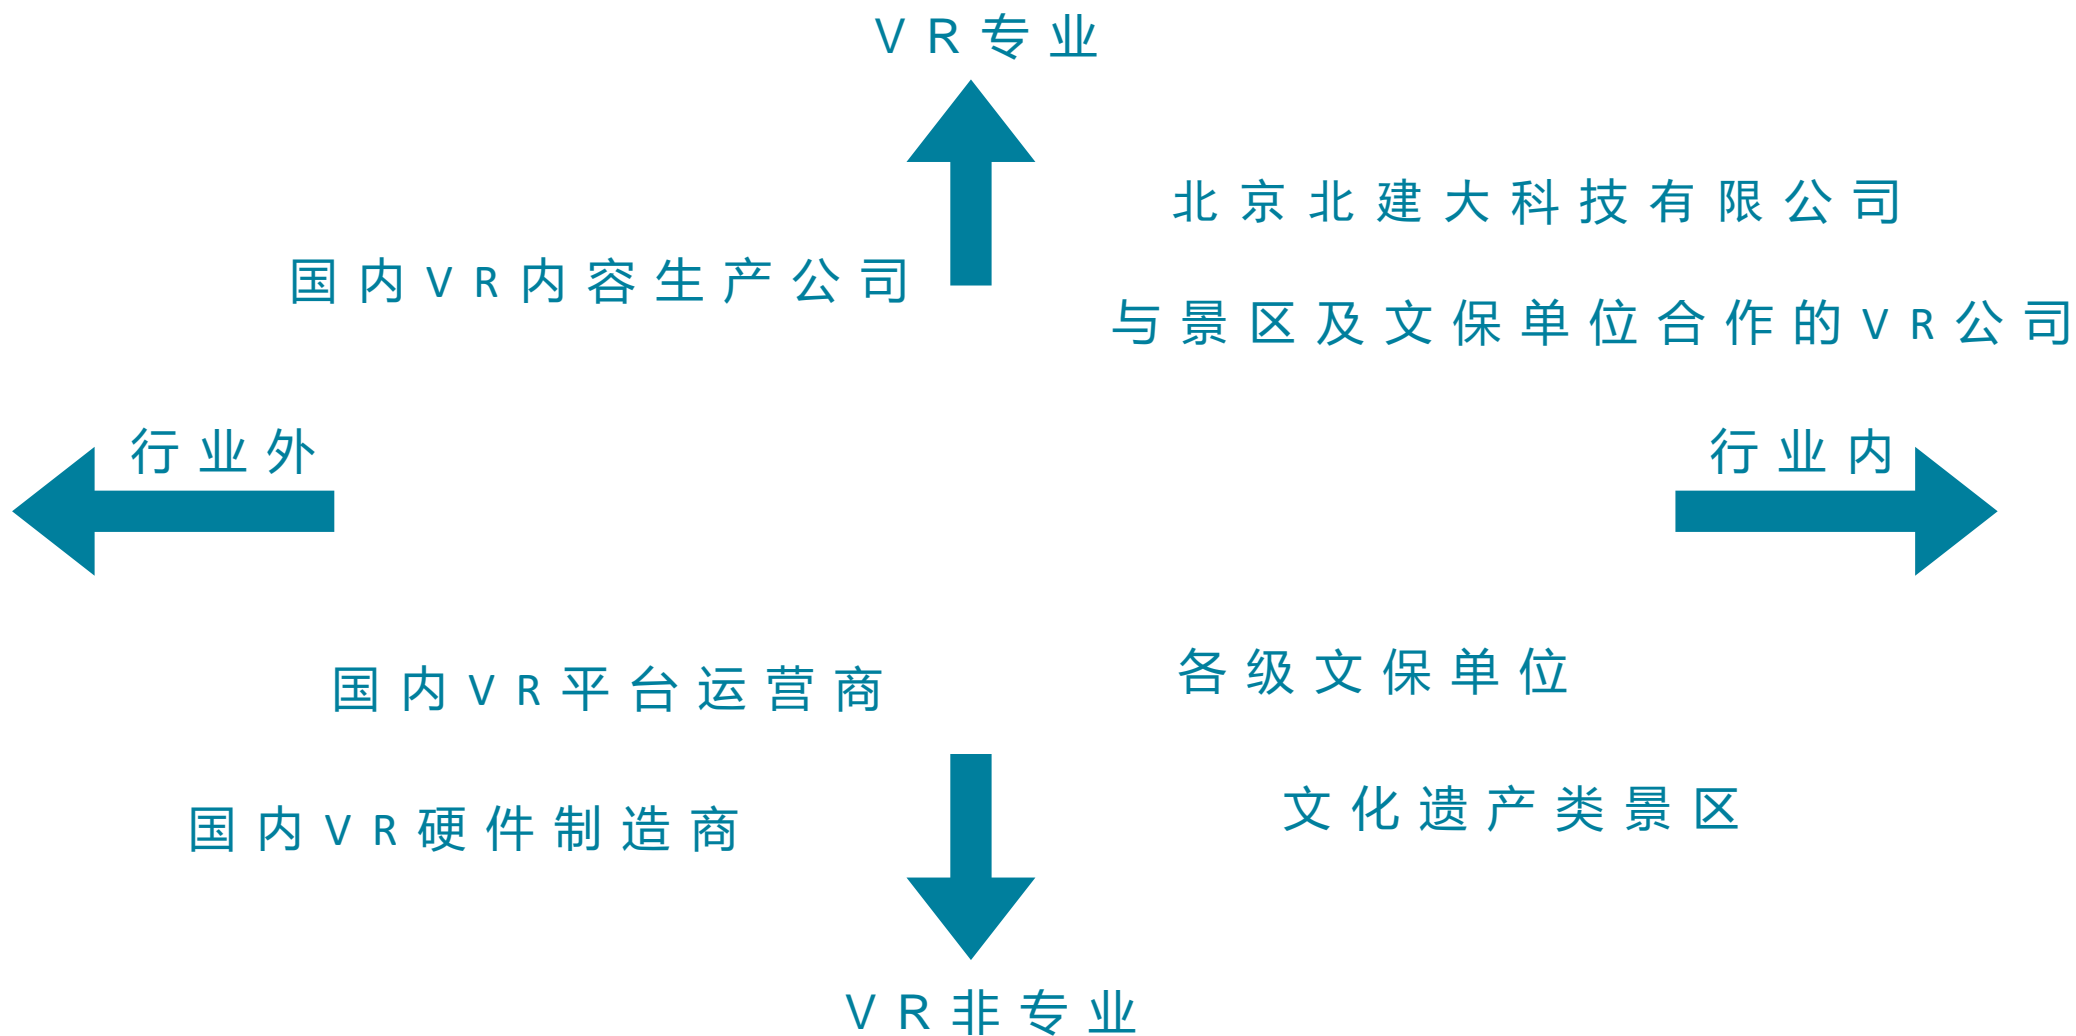 VR专业
北京北建大科技有限公司
国内VR内容生产公司
与景区及文保单位合作的VR公司
行业外
行业内
各级文保单位
国内VR平台运营商
文化遗产类景区
国内VR硬件制造商
VR非专业